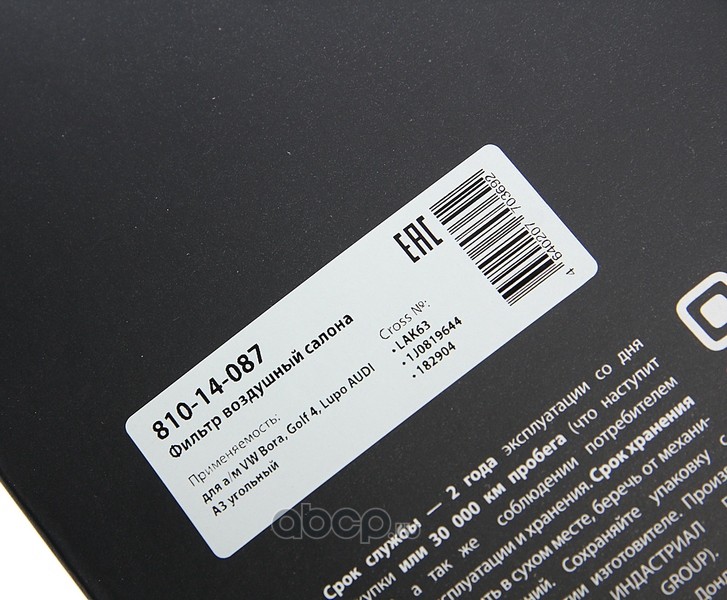 810-14-087
Фильтр воздушный салона
Применяемость:
для а/м VW Bora, Golf 4, Lupo AUDI
A3 угольный
Cross №:
• LAK63
• 1J0819644
• 182904
EAC
4 640207 703692
abcp.ru
Срок службы — 2 года эксплуатации со дня
или 30 000 км пробега (что наступит
а так же соблюдении потребителем
эксплуатации и хранения. Срок хранения
в сухом месте, беречь от механи-
Сохраняйте упаковку
изготовителе.
ИНДАСТРИАЛ
GROUP).